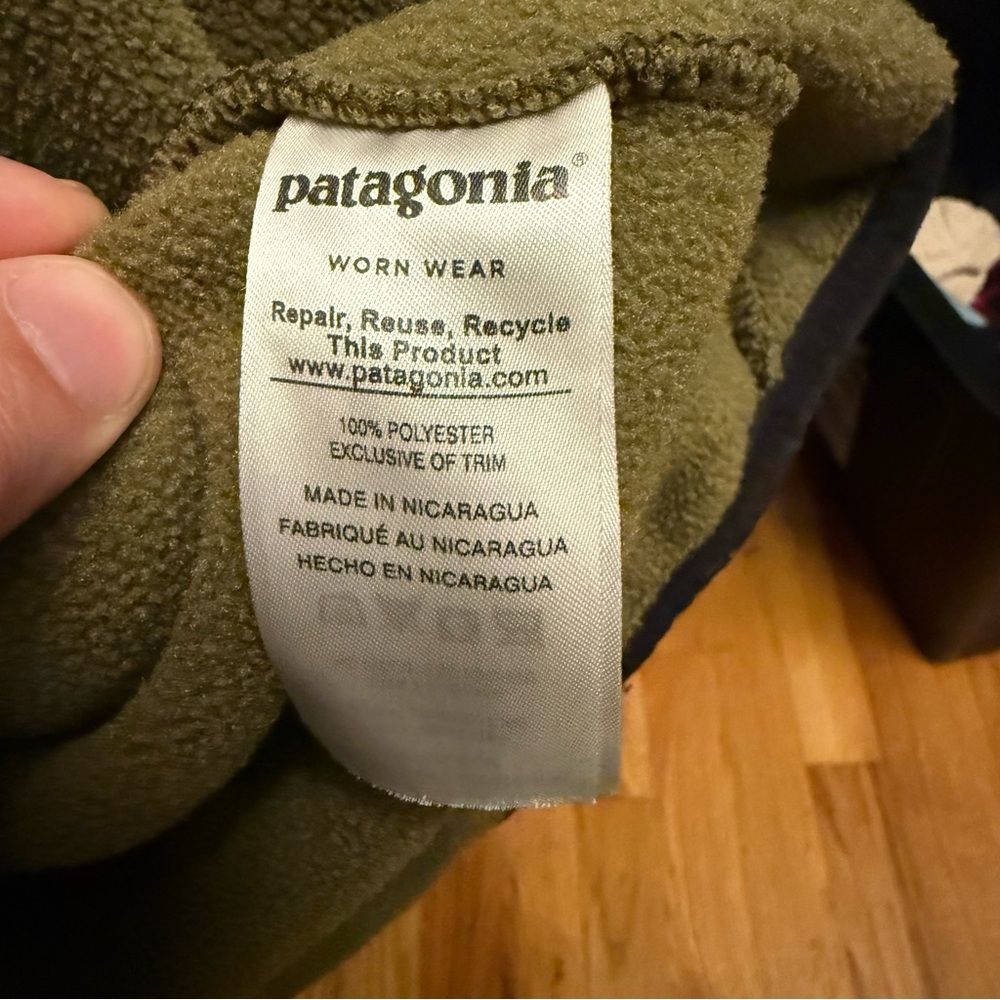 patagonia®
WORN WEAR
Repair, Reuse, Recycle
This Product
www.patagonia.com
100% POLYESTER
EXCLUSIVE OF TRIM
MADE IN NICARAGUA
FABRIQUÉ AU NICARAGUA
HECHO EN NICARAGUA